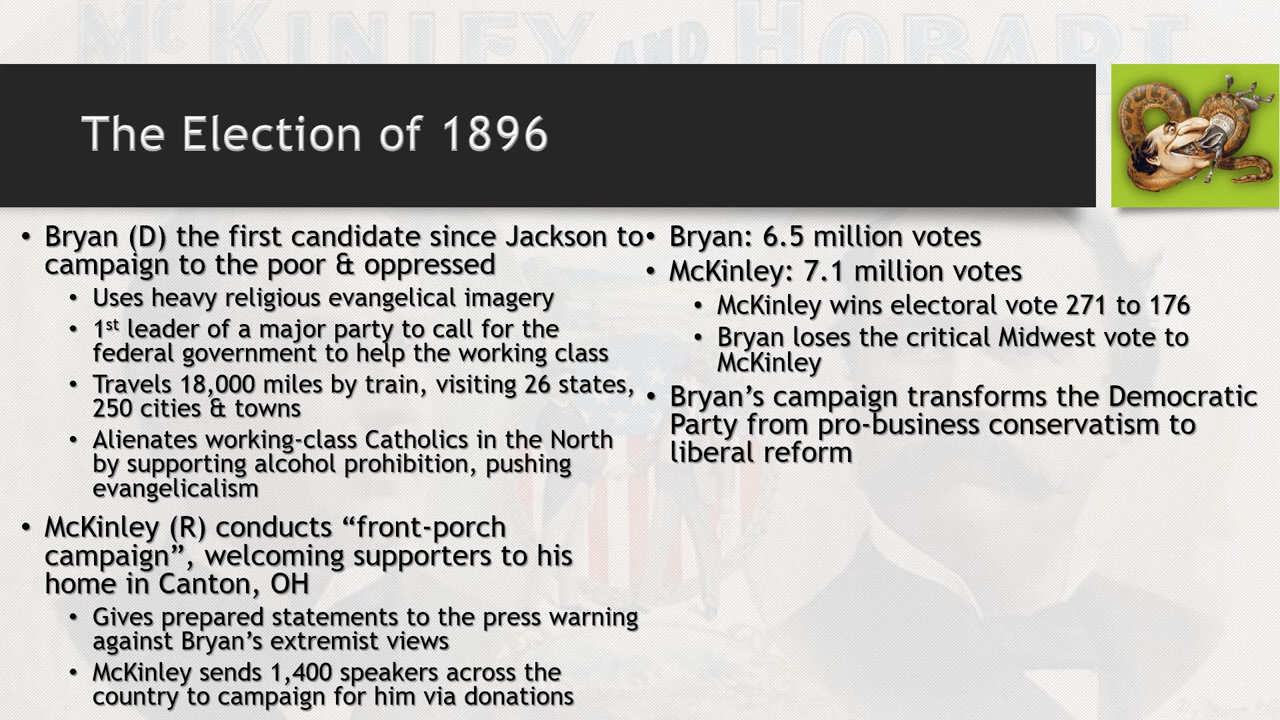 McKINLEY AND HOBART
The Election of 1896
• Bryan (D) the first candidate since Jackson to
campaign to the poor & oppressed
• Uses heavy religious evangelical imagery
• 1st leader of a major party to call for the
federal government to help the working class
• Travels 18,000 miles by train, visiting 26 states,
250 cities & towns
• Alienates working-class Catholics in the North
by supporting alcohol prohibition, pushing
evangelicalism
• McKinley (R) conducts “front-porch
campaign”, welcoming supporters to his
home in Canton, OH
• Gives prepared statements to the press warning
against Bryan’s extremist views
• McKinley sends 1,400 speakers across the
country to campaign for him via donations
• Bryan: 6.5 million votes
• McKinley: 7.1 million votes
• McKinley wins electoral vote 271 to 176
• Bryan loses the critical Midwest vote to
McKinley
• Bryan’s campaign transforms the Democratic
Party from pro-business conservatism to
liberal reform